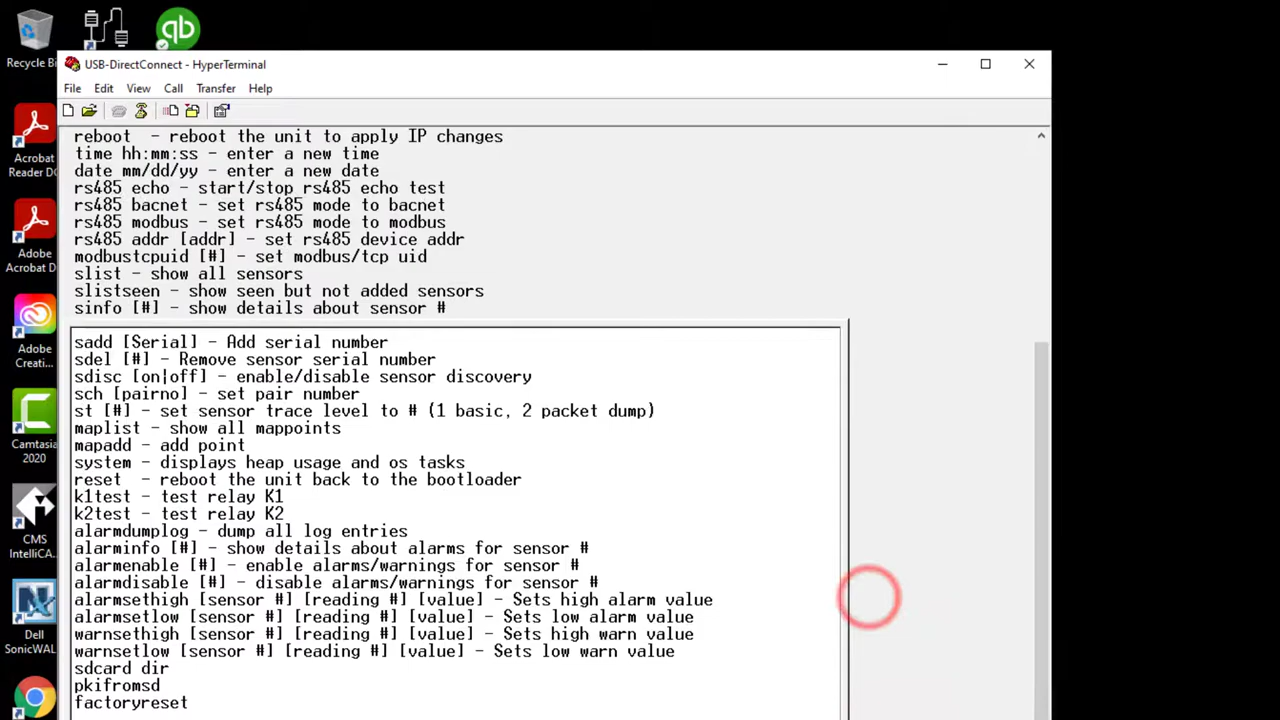 qb
Recycle Bi
USB-DirectConnect - HyperTerminal
File Edit View Call Transfer Help
reboot - reboot the unit to apply IP changes
time hh:mm:ss - enter a new time
date mm/dd/yy - enter a new date
rs485 echo - start/stop rs485 echo test
rs485 bacnet - set rs485 mode to bacnet
rs485 modbus - set rs485 mode to modbus
rs485 addr [addr] - set rs485 device addr
modbustcpuid [#] - set modbus/tcp uid
slist - show all sensors
slistseen - show seen but not added sensors
sinfo [#] - show details about sensor #
sadd [Serial] - Add serial number
sdel [#] - Remove sensor serial number
sdisc [on|off] - enable/disable sensor discovery
sch [pairno] - set pair number
st [#] - set sensor trace level to # (1 basic, 2 packet dump)
maplist - show all mappoints
mapadd - add point
system - displays heap usage and os tasks
reset - reboot the unit back to the bootloader
k1test - test relay K1
k2test - test relay K2
alarmdumplog - dump all log entries
alarminfo [#] - show details about alarms for sensor #
alarmenable [#] - enable alarms/warnings for sensor #
alarmdisable [#] - disable alarms/warnings for sensor #
alarmsethigh [sensor #] [reading #] [value] - Sets high alarm value
alarmsetlow [sensor #] [reading #] [value] - Sets low alarm value
warnsethigh [sensor #] [reading #] [value] - Sets high warn value
warnsetlow [sensor #] [reading #] [value] - Sets low warn value
sdcard dir
pkifromsd
factoryreset
Acrobat
Reader DC
Adobe
Acrobat D
Adobe
Creati...
Camtasia
2020
CMS
IntelliCA...
Dell
SonicWAL